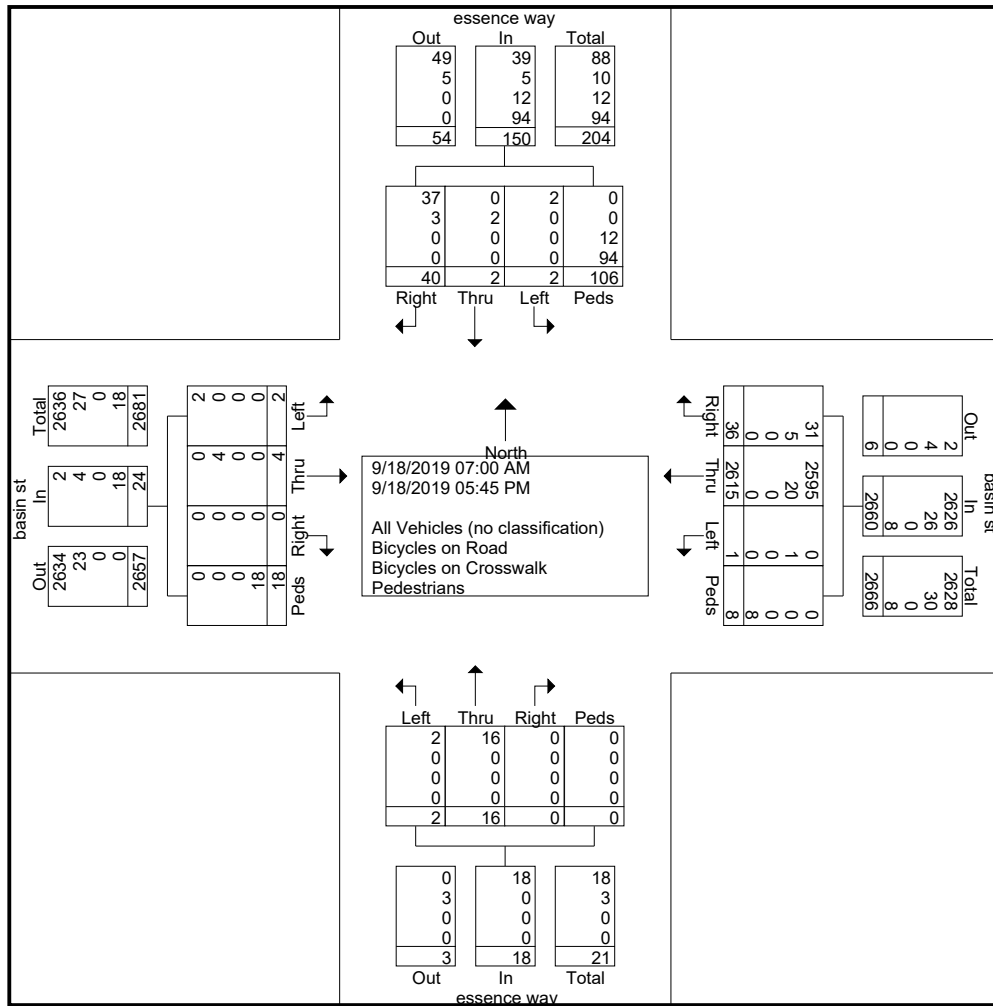 essence way
Out In Total
49 39 88
5 5 10
0 12 12
0 94 94
54 150 204
37 0 2 0
3 2 0 0
0 0 0 12
0 0 0 94
40 2 2 106
Right Thru Left Peds
basin st
Out In Total
2634 2 2636
23 4 27
0 0 0
0 18 18
2657 24 2681
2 0 0 0
0 4 0 0
0 0 0 0
0 0 0 18
2 4 0 18
Left Thru Right Peds
North
9/18/2019 07:00 AM
9/18/2019 05:45 PM
All Vehicles (no classification)
Bicycles on Road
Bicycles on Crosswalk
Pedestrians
Right Thru Left Peds
31 2595 0 0
5 20 1 0
0 0 0 0
0 0 0 8
36 2615 1 8
basin st
Out In Total
2 2626 2628
4 26 30
0 0 0
0 8 8
6 2660 2666
Left Thru Right Peds
2 16 0 0
0 0 0 0
0 0 0 0
0 0 0 0
2 16 0 0
0 18 18
3 0 3
0 0 0
0 0 0
3 18 21
Out In Total
essence way